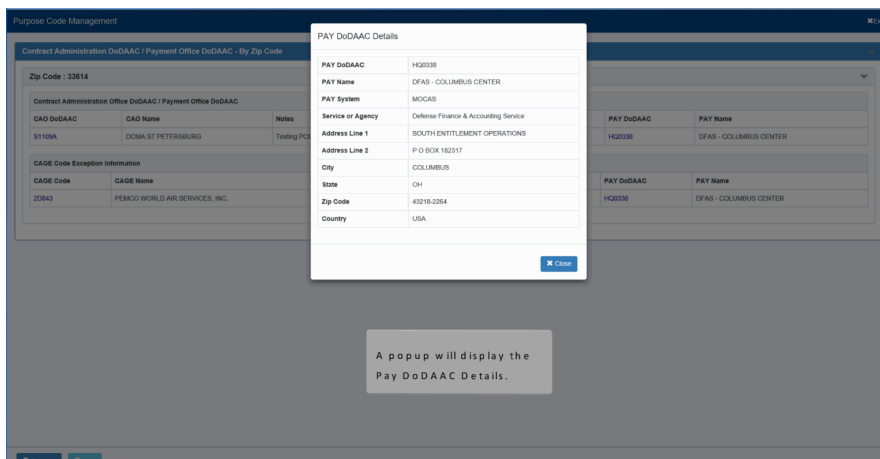 Purpose Code Management
Contract Administration DoDAAC / Payment Office DoDAAC - By Zip Code
Zip Code : 33614
Contract Administration Office DoDAAC / Payment Office DoDAAC
CAO DoDAAC CAO Name Notes PAY DoDAAC PAY Name
S1109A DCMA ST PETERSBURG Testing HQ0338 DFAS - COLUMBUS CENTER
CAGE Code Exception Information
CAGE Code CAGE Name PAY DoDAAC PAY Name
2D843 PEMCO WORLD AIR SERVICES, INC. HQ0338 DFAS - COLUMBUS CENTER
PAY DoDAAC Details
PAY DoDAAC HQ0338
PAY Name DFAS - COLUMBUS CENTER
PAY System MOCAS
Service or Agency Defense Finance & Accounting Service
Address Line 1 SOUTH ENTITLEMENT OPERATIONS
Address Line 2 P O BOX 182317
City COLUMBUS
State OH
Zip Code 43218-2264
Country USA
Close
A popup will display the
Pay DoDAAC Details.